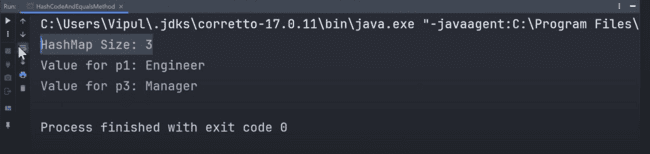 Run: HashCodeAndEqualsMethod
C:\Users\Vipul\.jdks\corretto-17.0.11\bin\java.exe "-javaagent:C:\Program Files\
HashMap Size: 3
Value for p1: Engineer
Value for p3: Manager
Process finished with exit code 0